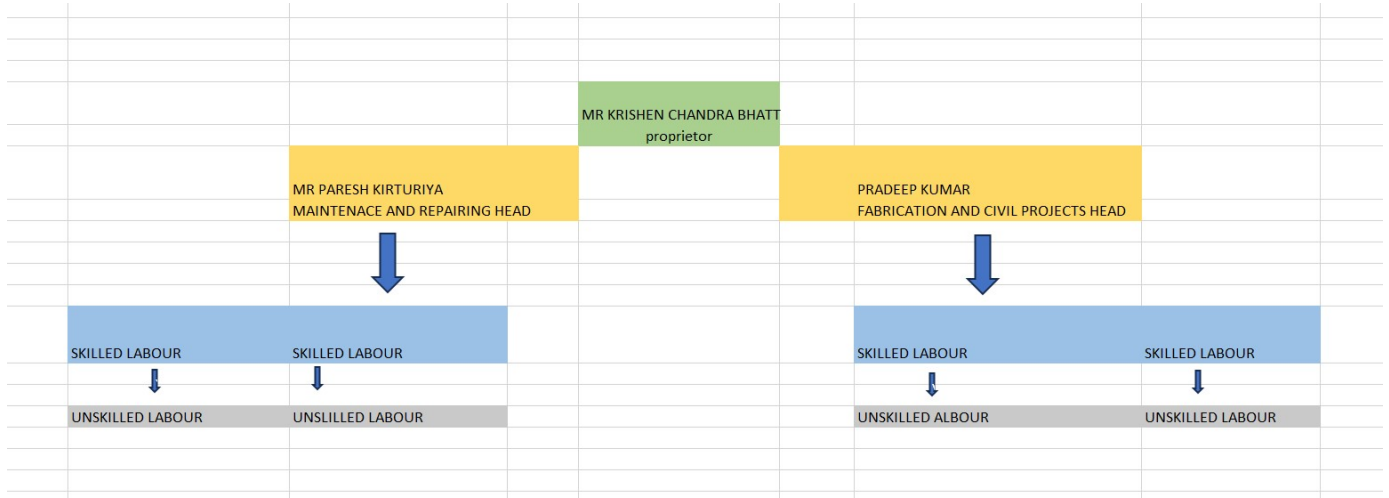 MR KRISHEN CHANDRA BHATT
proprietor
MR PARESH KIRTURIYA
MAINTENACE AND REPAIRING HEAD
PRADEEP KUMAR
FABRICATION AND CIVIL PROJECTS HEAD
SKILLED LABOUR
SKILLED LABOUR
SKILLED LABOUR
SKILLED LABOUR
UNSKILLED LABOUR
UNSLILLED LABOUR
UNSKILLED ALBOUR
UNSKILLED LABOUR